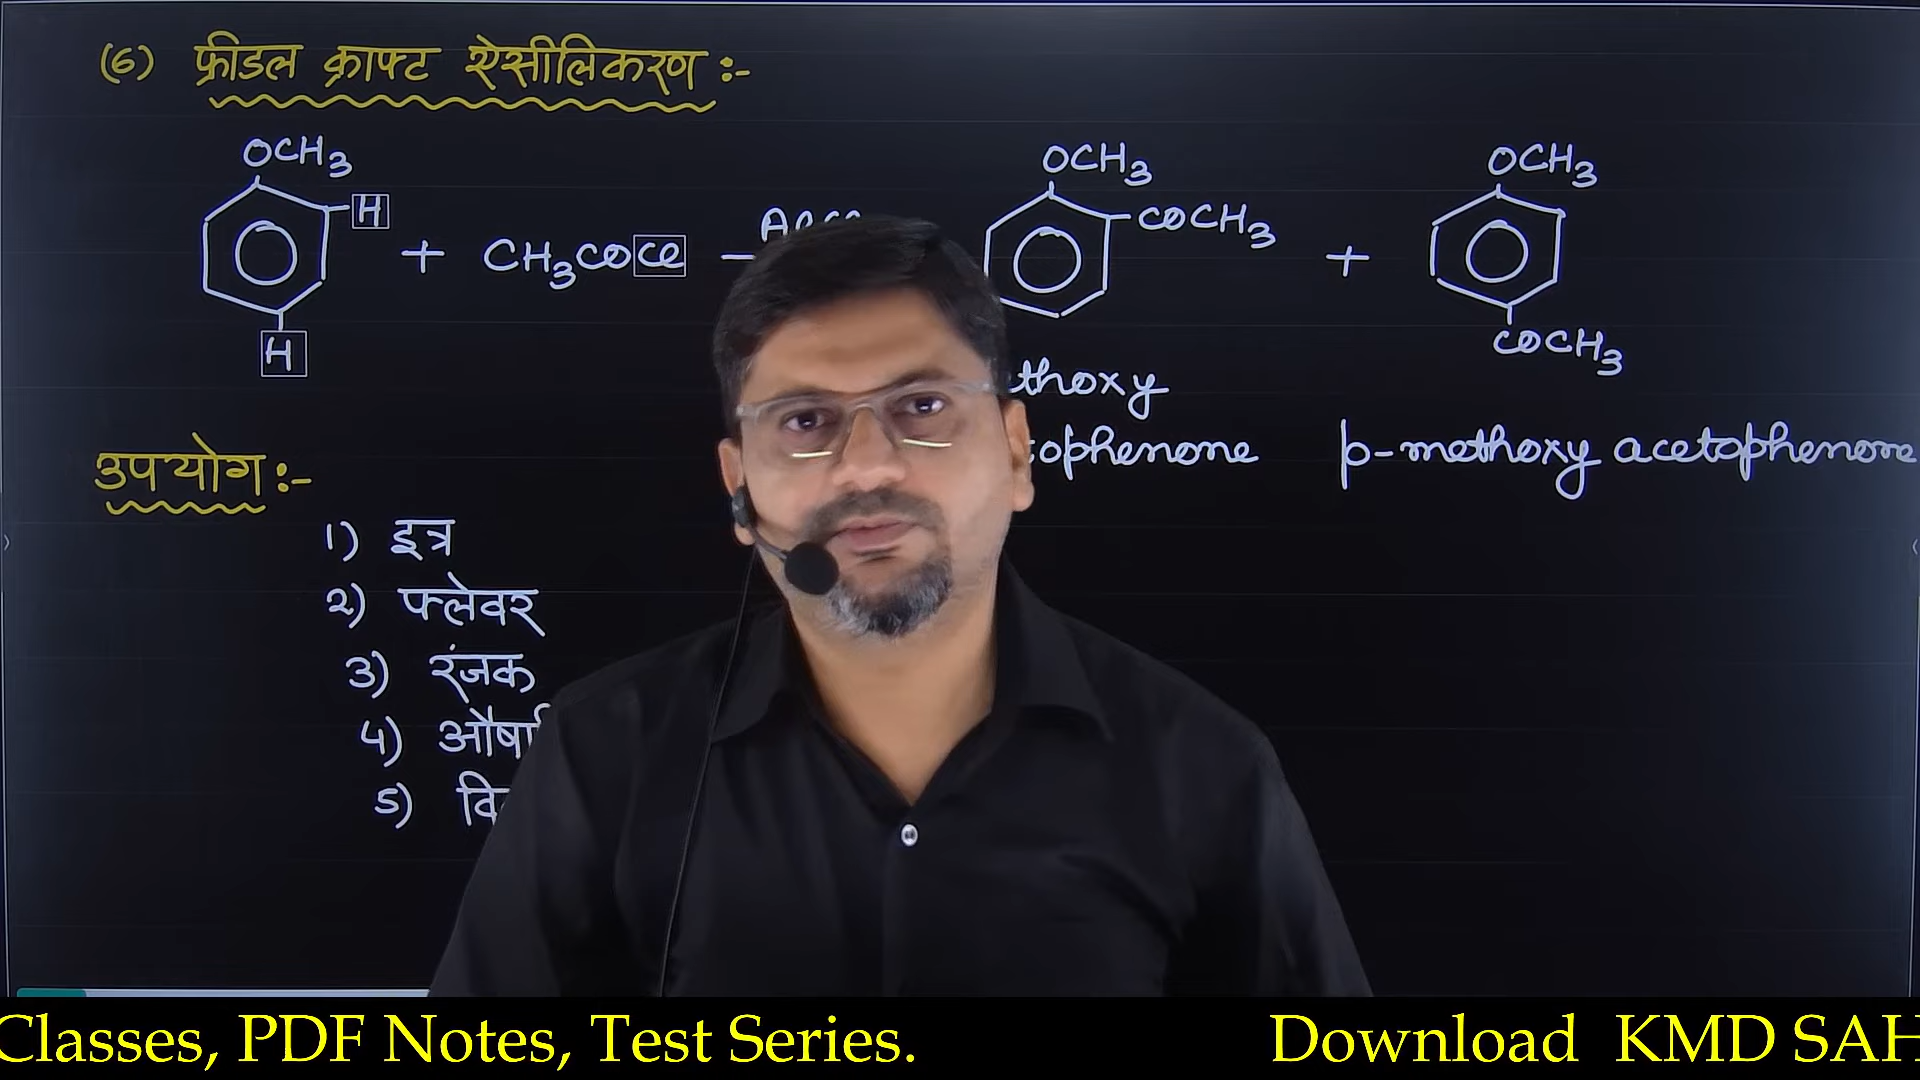 (6) फ्रीडल क्राफ्ट ऐसीलिकरण :-
OCH3 OCH3 OCH3
H COCH3
+ CH3COCl +
H COCH3
thoxy
tophenone p-methoxy acetophenone
उपयोग :-
1) इत्र
2) फ्लेवर
3) रंजक
4)
5)
Classes, PDF Notes, Test Series. Download KMD SAH